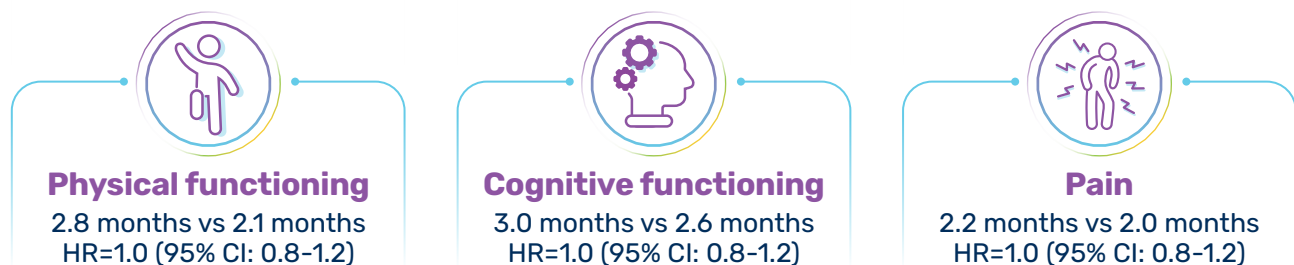 Physical functioning
2.8 months vs 2.1 months
HR=1.0 (95% CI: 0.8-1.2)
Cognitive functioning
3.0 months vs 2.6 months
HR=1.0 (95% CI: 0.8-1.2)
Pain
2.2 months vs 2.0 months
HR=1.0 (95% CI: 0.8-1.2)